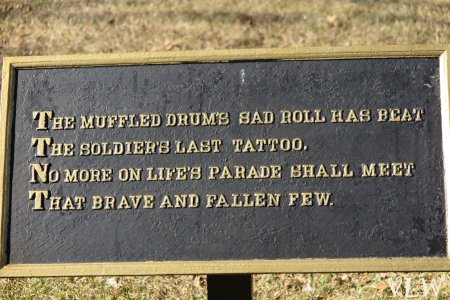 THE MUFFLED DRUM'S SAD ROLL HAS BEAT
THE SOLDIER'S LAST TATTOO.
NO MORE ON LIFE'S PARADE SHALL MEET
THAT BRAVE AND FALLEN FEW.
VLW